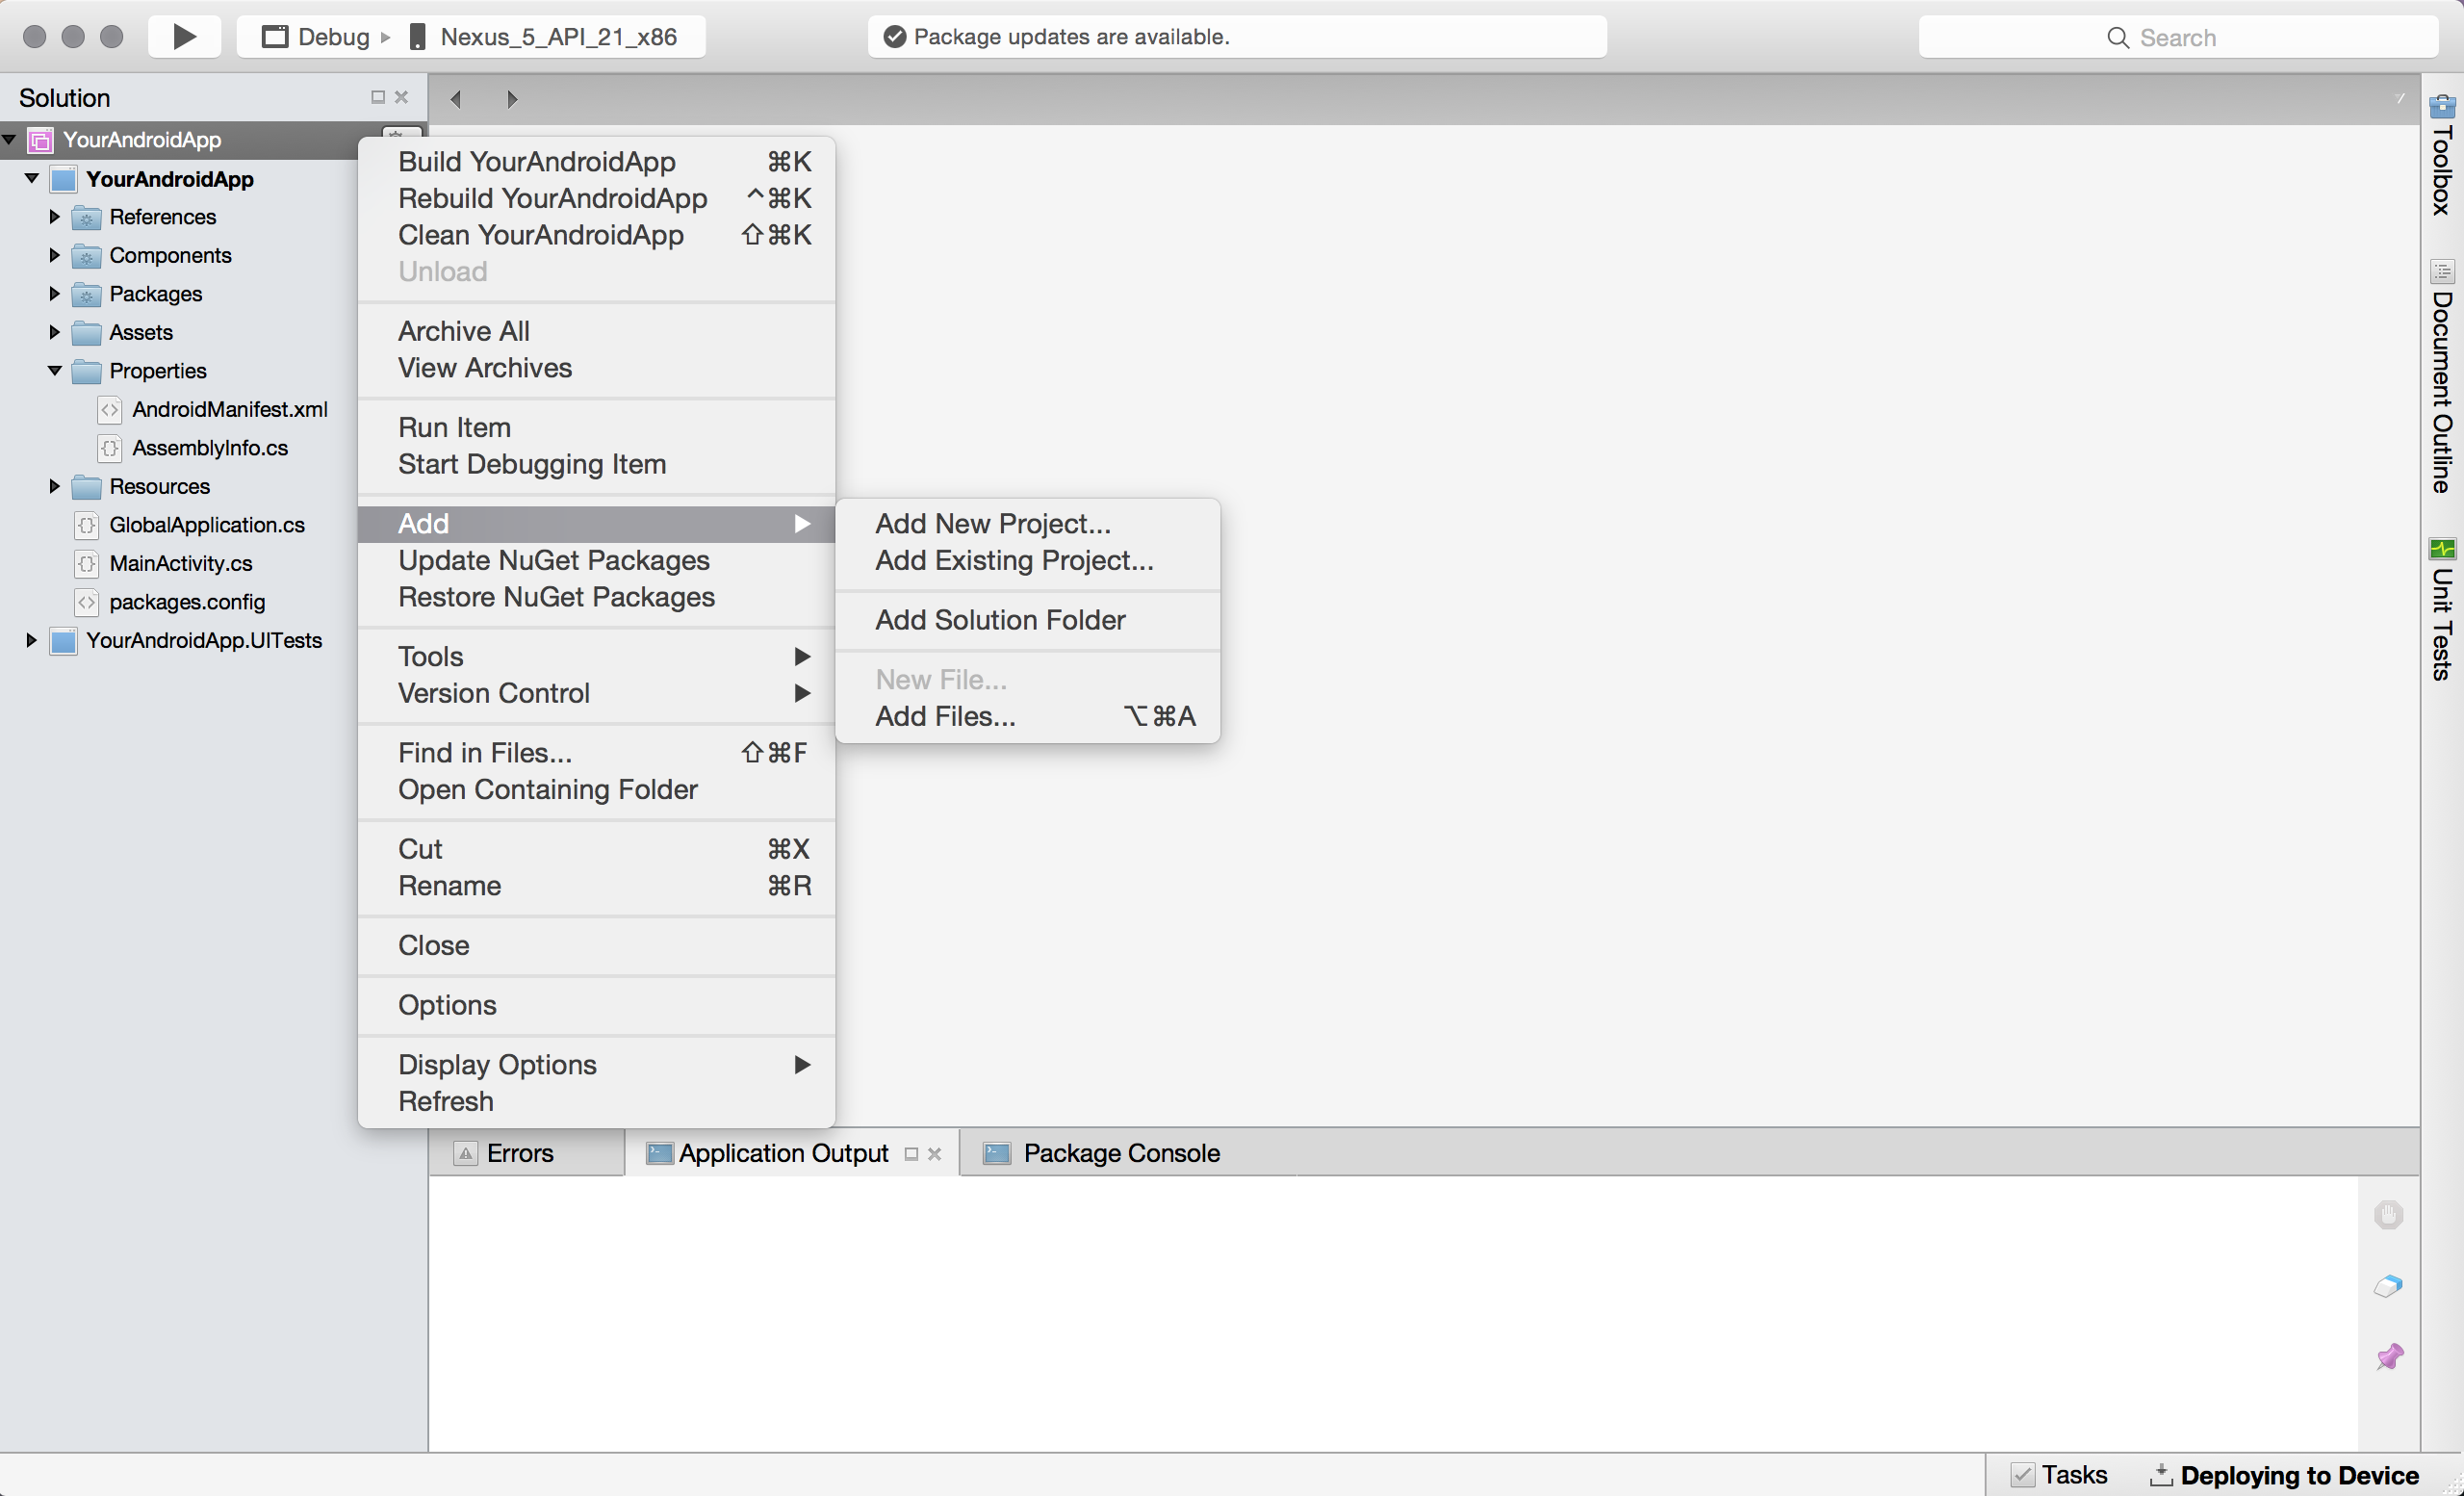 Debug
Nexus_5_API_21_x86
Package updates are available.
Search
Solution
YourAndroidApp
YourAndroidApp
References
Components
Packages
Assets
Properties
AndroidManifest.xml
AssemblyInfo.cs
Resources
GlobalApplication.cs
MainActivity.cs
packages.config
YourAndroidApp.UITests
Build YourAndroidApp ⌘K
Rebuild YourAndroidApp ^⌘K
Clean YourAndroidApp ⇧⌘K
Unload
Archive All
View Archives
Run Item
Start Debugging Item
Add
Update NuGet Packages
Restore NuGet Packages
Tools
Version Control
Find in Files... ⇧⌘F
Open Containing Folder
Cut ⌘X
Rename ⌘R
Close
Options
Display Options
Refresh
Add New Project...
Add Existing Project...
Add Solution Folder
New File...
Add Files... ⌥⌘A
Toolbox
Document Outline
Unit Tests
Errors
Application Output
Package Console
Tasks
Deploying to Device